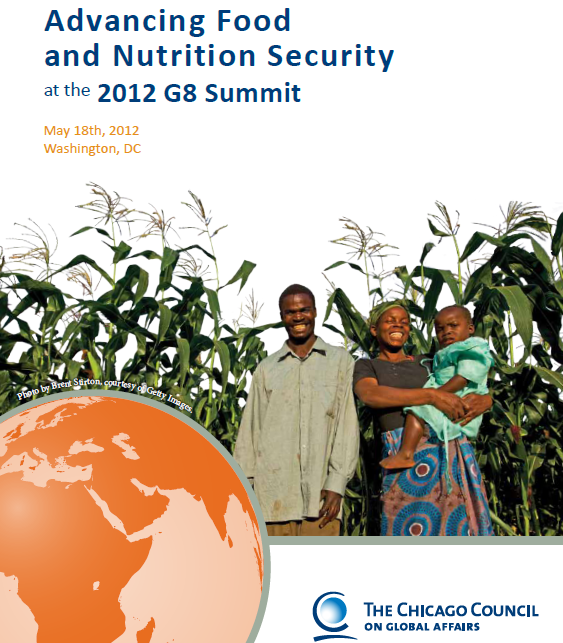 Advancing Food
and Nutrition Security
at the 2012 G8 Summit
May 18th, 2012
Washington, DC
Photo by Brent Stirton, courtesy of Getty Images.
THE CHICAGO COUNCIL
ON GLOBAL AFFAIRS